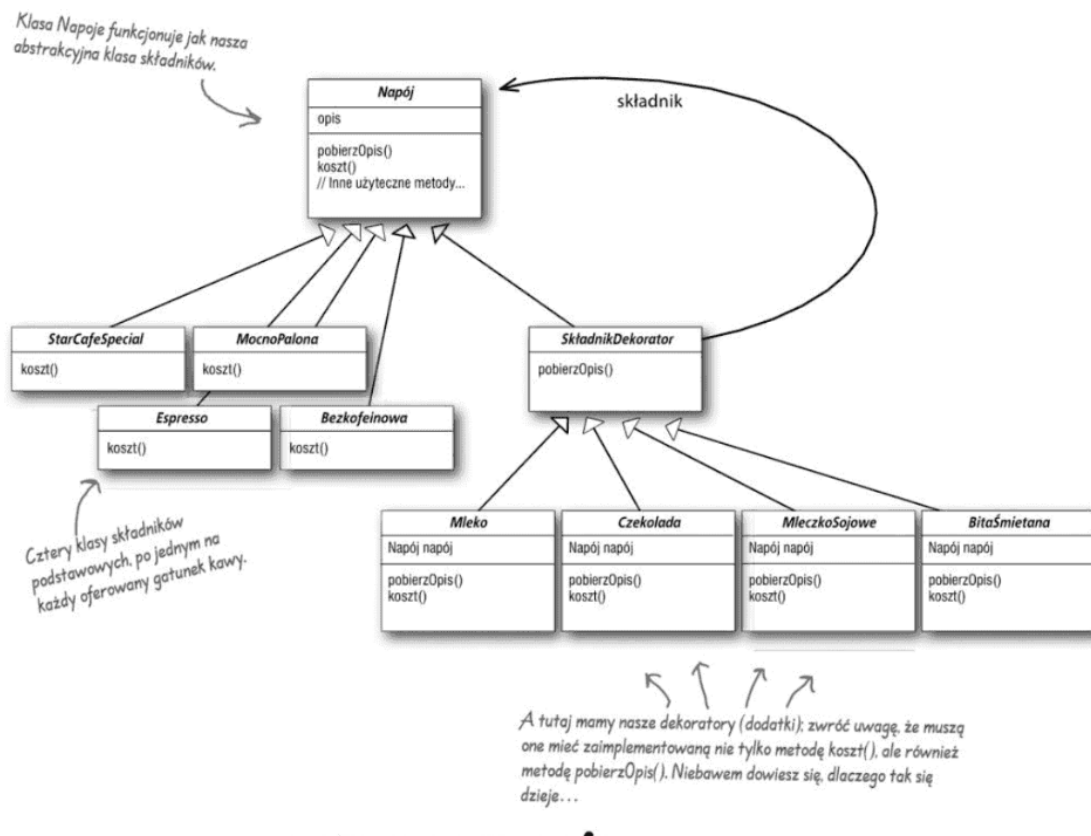 Klasa Napoje funkcjonuje jak nasza
abstrakcyjna klasa składników.
Napój
opis
pobierzOpis()
koszt()
// Inne użyteczne metody...
składnik
StarCafeSpecial
koszt()
MocnoPalona
koszt()
SkładnikDekorator
pobierzOpis()
Espresso
koszt()
Bezkofeinowa
koszt()
Cztery klasy składników
podstawowych, po jednym na
każdy oferowany gatunek kawy.
Mleko
Napój napój
pobierzOpis()
koszt()
Czekolada
Napój napój
pobierzOpis()
koszt()
MleczkoSojowe
Napój napój
pobierzOpis()
koszt()
BitaŚmietana
Napój napój
pobierzOpis()
koszt()
A tutaj mamy nasze dekoratory (dodatki); zwróć uwagę, że muszą
one mieć zaimplementowaną nie tylko metodę koszt(), ale również
metodę pobierzOpis(). Niebawem dowiesz się, dlaczego tak się
dzieje...